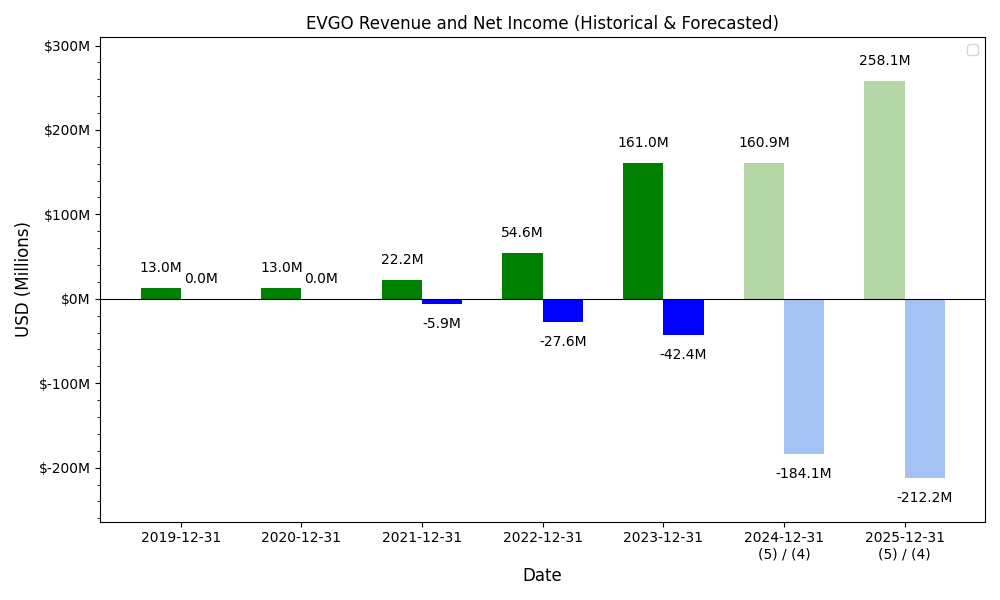 EVGO Revenue and Net Income (Historical & Forecasted)
USD (Millions)
$300M
$200M
$100M
$0M
$-100M
$-200M
13.0M
0.0M
13.0M
0.0M
22.2M
-5.9M
54.6M
-27.6M
161.0M
-42.4M
160.9M
-184.1M
258.1M
-212.2M
2019-12-31
2020-12-31
2021-12-31
2022-12-31
2023-12-31
2024-12-31
(5) / (4)
2025-12-31
(5) / (4)
Date